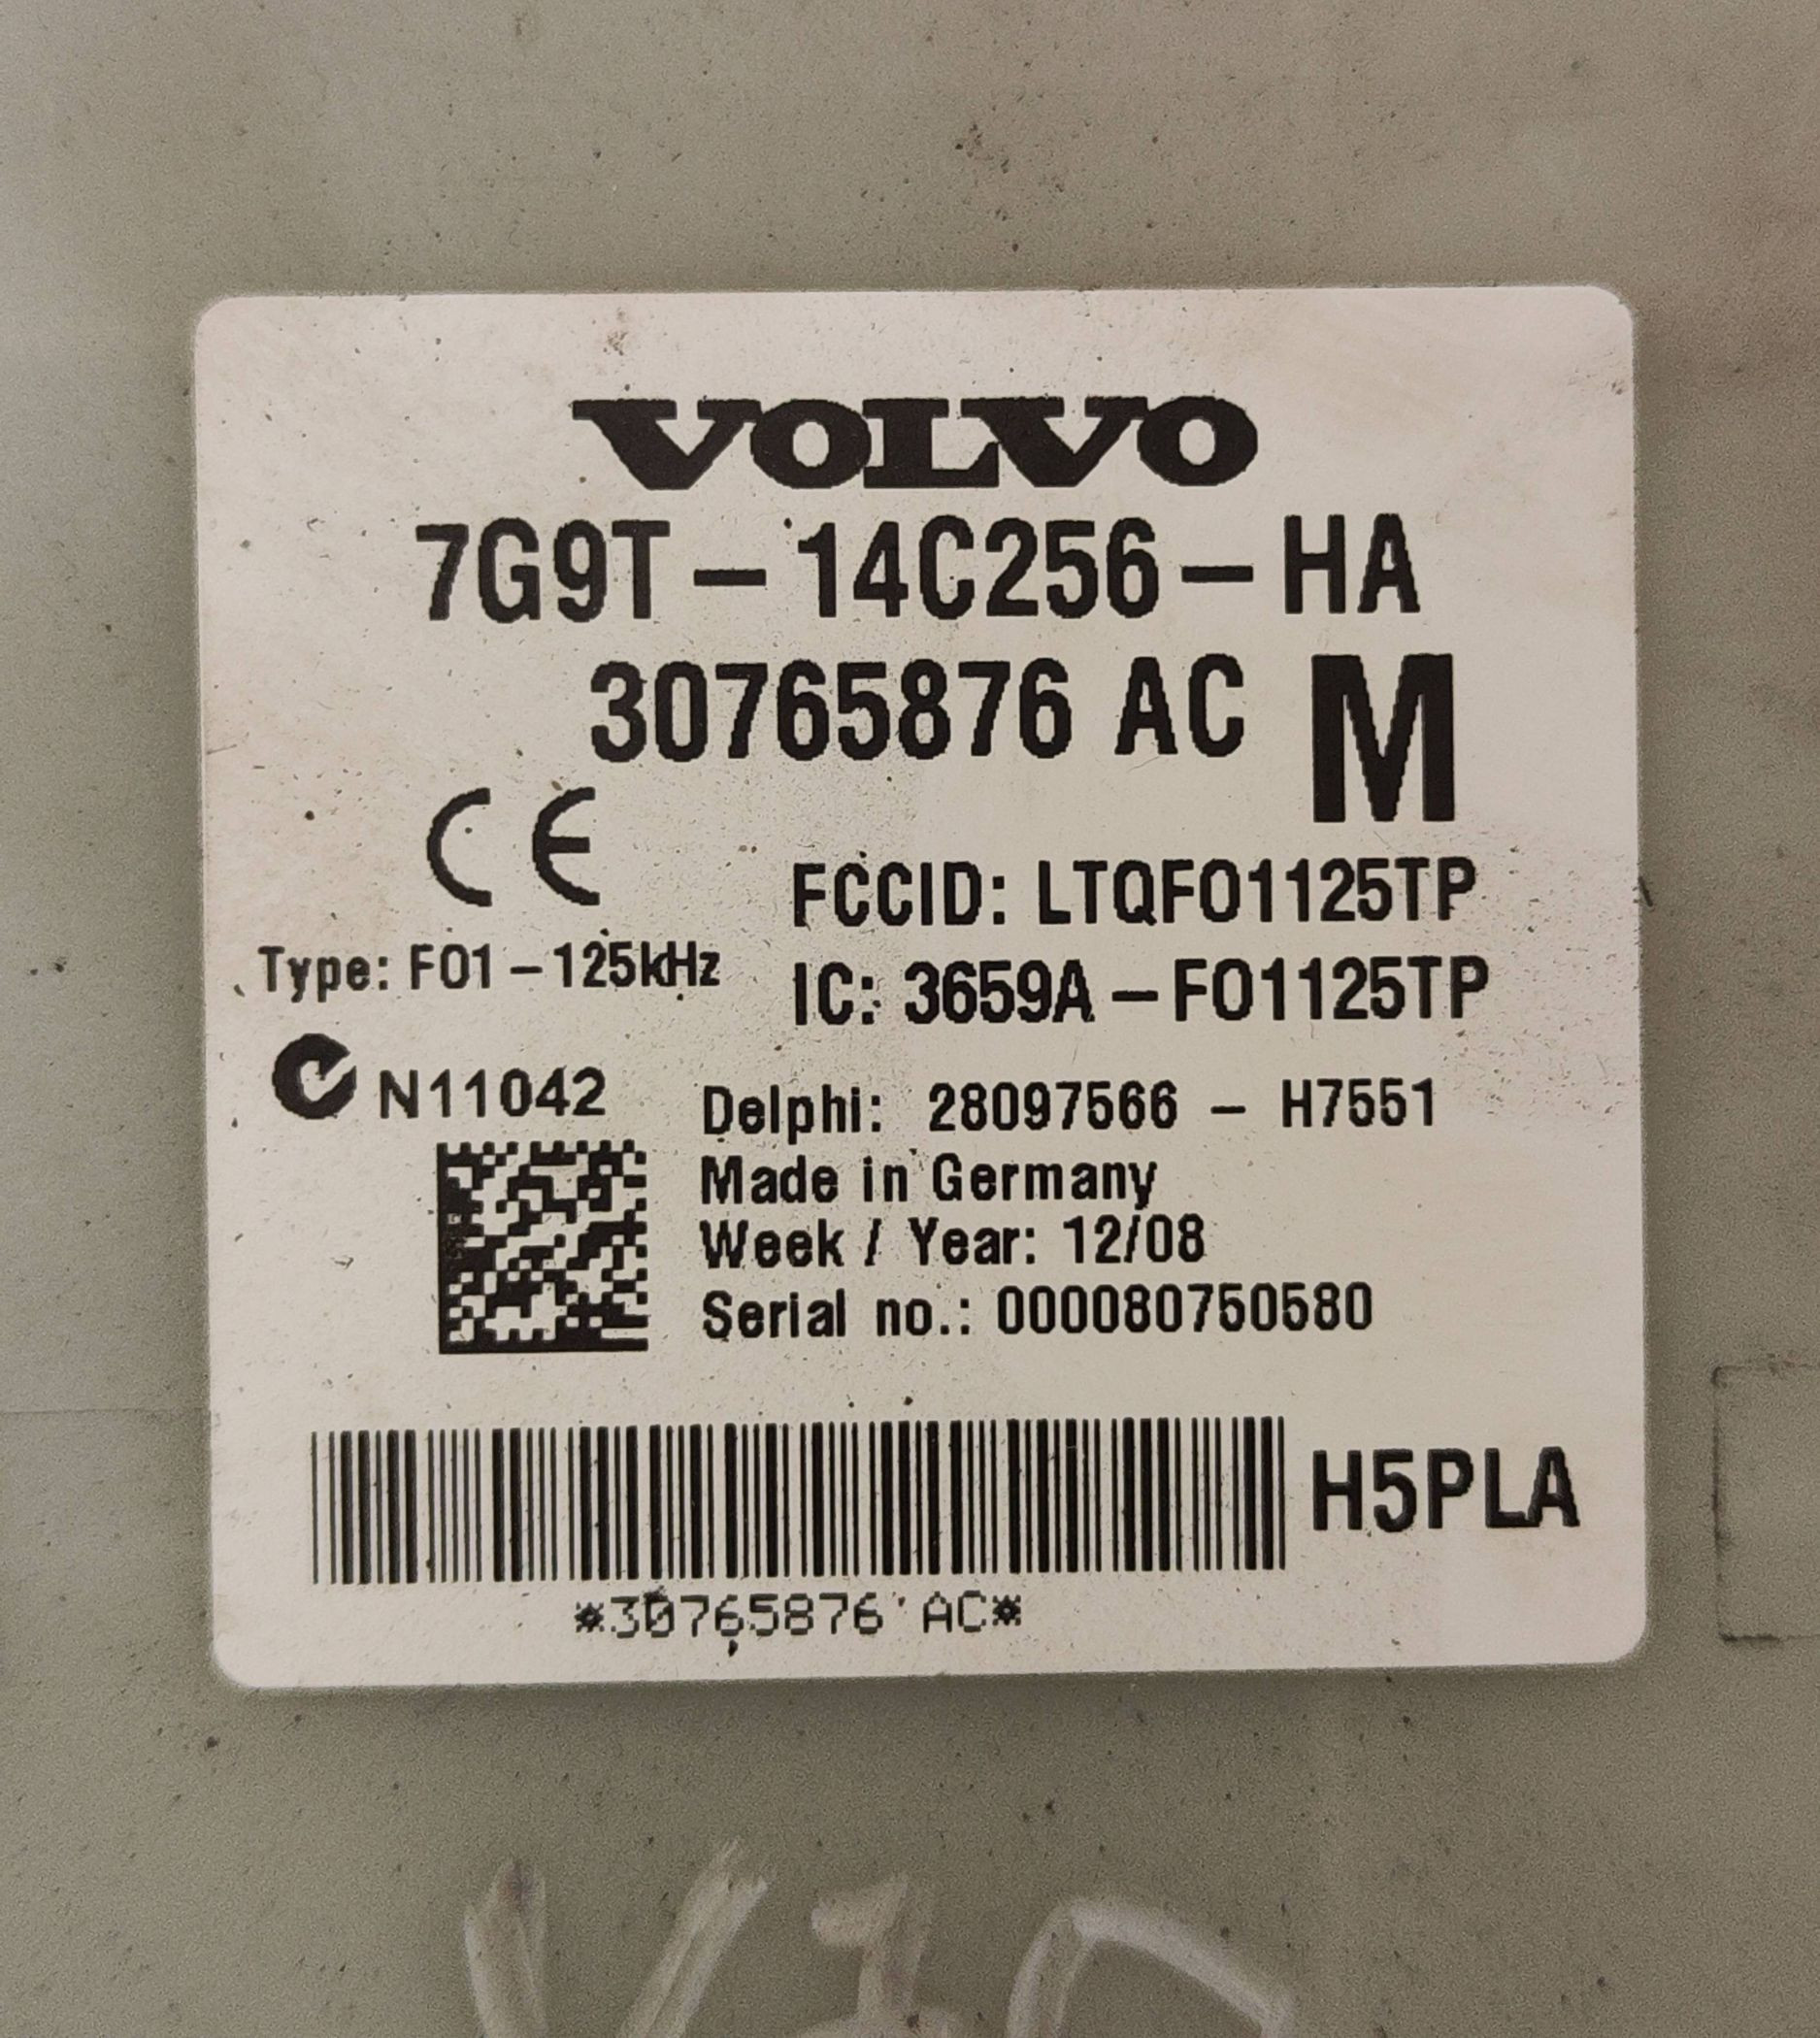 VOLVO
7G9T-14C256-HA
30765876 AC M
CE
FCCID: LTQFO1125TP
Type: FO1-125kHz
IC: 3659A-FO1125TP
N11042
Delphi: 28097566 - H7551
Made in Germany
Week / Year: 12/08
Serial no.: 000080750580
H5PLA
*30765876 AC*